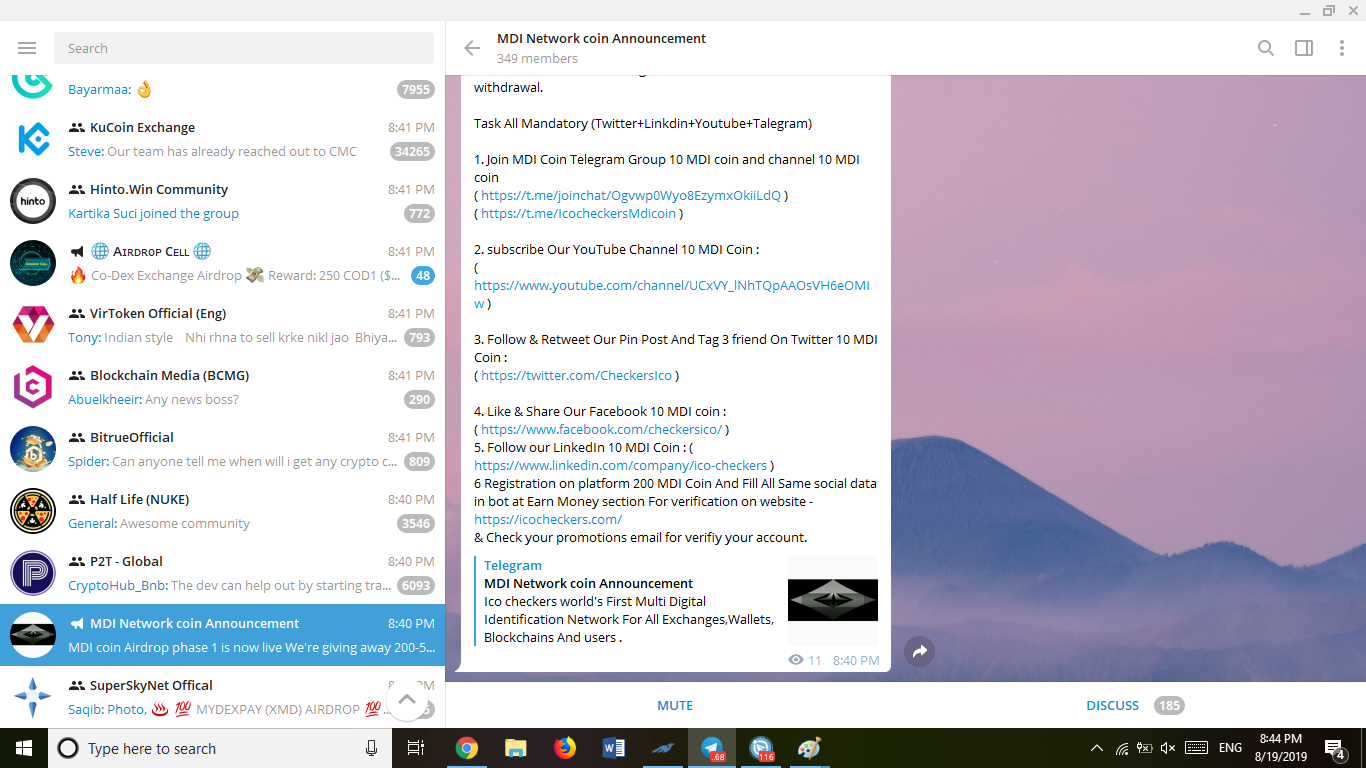 Search
Bayarmaa: 👌
7955
KuCoin Exchange
8:41 PM
Steve: Our team has already reached out to CMC
34265
hinto
Hinto.Win Community
8:41 PM
Kartika Suci joined the group
772
🌐 Aɪʀᴅʀᴏᴘ Cᴇʟʟ 🌐
8:41 PM
🔥 Co-Dex Exchange Airdrop 💸 Reward: 250 COD1 ($...
48
VirToken Official (Eng)
8:41 PM
Tony: Indian style Nhi rhna to sell krke nikl jao Bhiya...
793
Blockchain Media (BCMG)
8:41 PM
Abuelkheeir: Any news boss?
290
BitrueOfficial
8:41 PM
Spider: Can anyone tell me when will i get any crypto c...
809
Half Life (NUKE)
8:40 PM
General: Awesome community
3546
P2T - Global
8:40 PM
CryptoHub_Bnb: The dev can help out by starting tra...
6093
MDI Network coin Announcement
8:40 PM
MDI coin Airdrop phase 1 is now live We're giving away 200-5...
SuperSkyNet Offical
Saqib: Photo, ♨️ 💯 MYDEXPAY (XMD) AIRDROP 💯...
MDI Network coin Announcement
349 members
withdrawal.
Task All Mandatory (Twitter+Linkdin+Youtube+Talegram)
1. Join MDI Coin Telegram Group 10 MDI coin and channel 10 MDI
coin
( https://t.me/joinchat/Ogvwp0Wyo8EzymxOkiiLdQ )
( https://t.me/IcocheckersMdicoin )
2. subscribe Our YouTube Channel 10 MDI Coin :
(
https://www.youtube.com/channel/UCxVY_lNhTQpAAOsVH6eOMI
w )
3. Follow & Retweet Our Pin Post And Tag 3 friend On Twitter 10 MDI
Coin :
( https://twitter.com/CheckersIco )
4. Like & Share Our Facebook 10 MDI coin :
( https://www.facebook.com/checkersico/ )
5. Follow our LinkedIn 10 MDI Coin : (
https://www.linkedin.com/company/ico-checkers )
6 Registration on platform 200 MDI Coin And Fill All Same social data
in bot at Earn Money section For verification on website -
https://icocheckers.com/
& Check your promotions email for verifiy your account.
Telegram
MDI Network coin Announcement
Ico checkers world's First Multi Digital
Identification Network For All Exchanges,Wallets,
Blockchains And users .
11 8:40 PM
MUTE
DISCUSS 185
Type here to search
.68
116
ENG
8:44 PM
8/19/2019
4